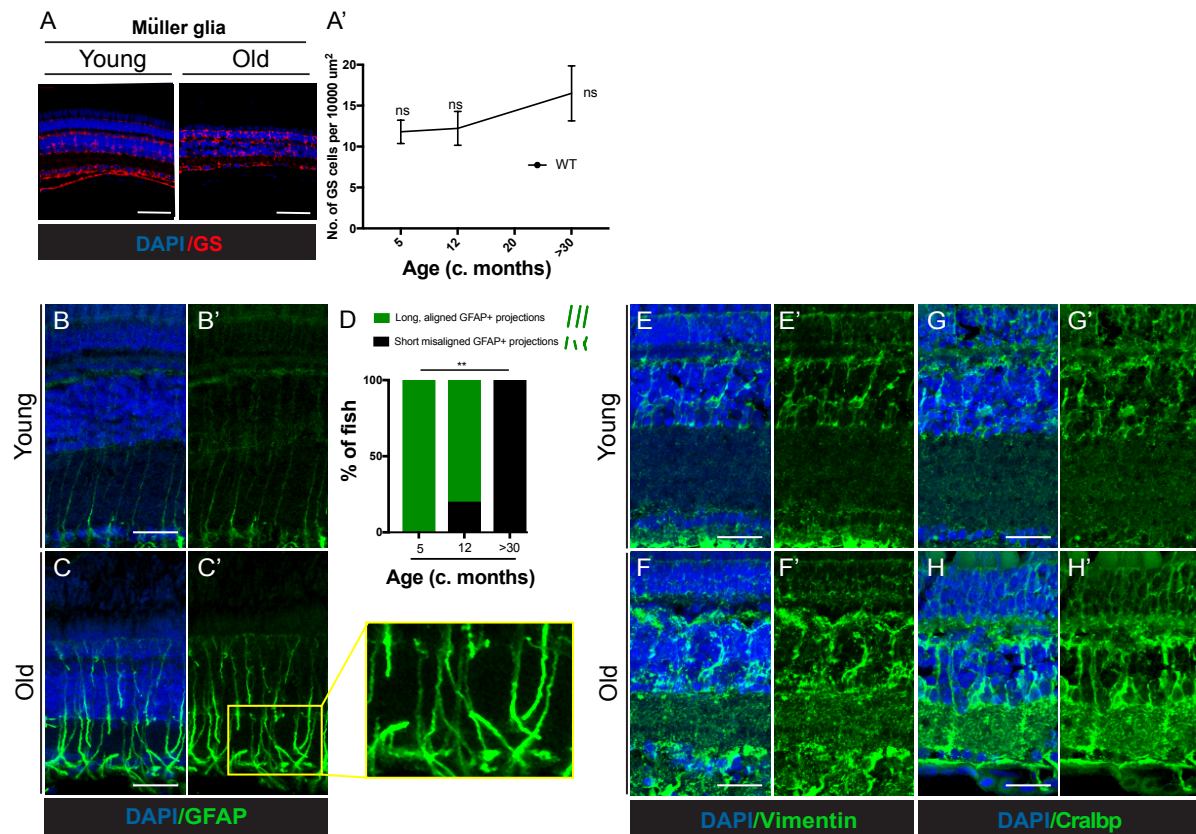 A
Müller glia
Young
Old
DAPI/GS
A’
No. of GS cells per 10000 um²
20
15
10
5
0
ns
ns
ns
WT
5
12
20
>30
Age (c. months)
Young
B
B’
Old
C
C’
DAPI/GFAP
D
Long, aligned GFAP+ projections
Short misaligned GFAP+ projections
**
% of fish
100
50
0
5
12
>30
Age (c. months)
Young
E
E’
G
G’
Old
F
F’
H
H’
DAPI/Vimentin
DAPI/Cralbp